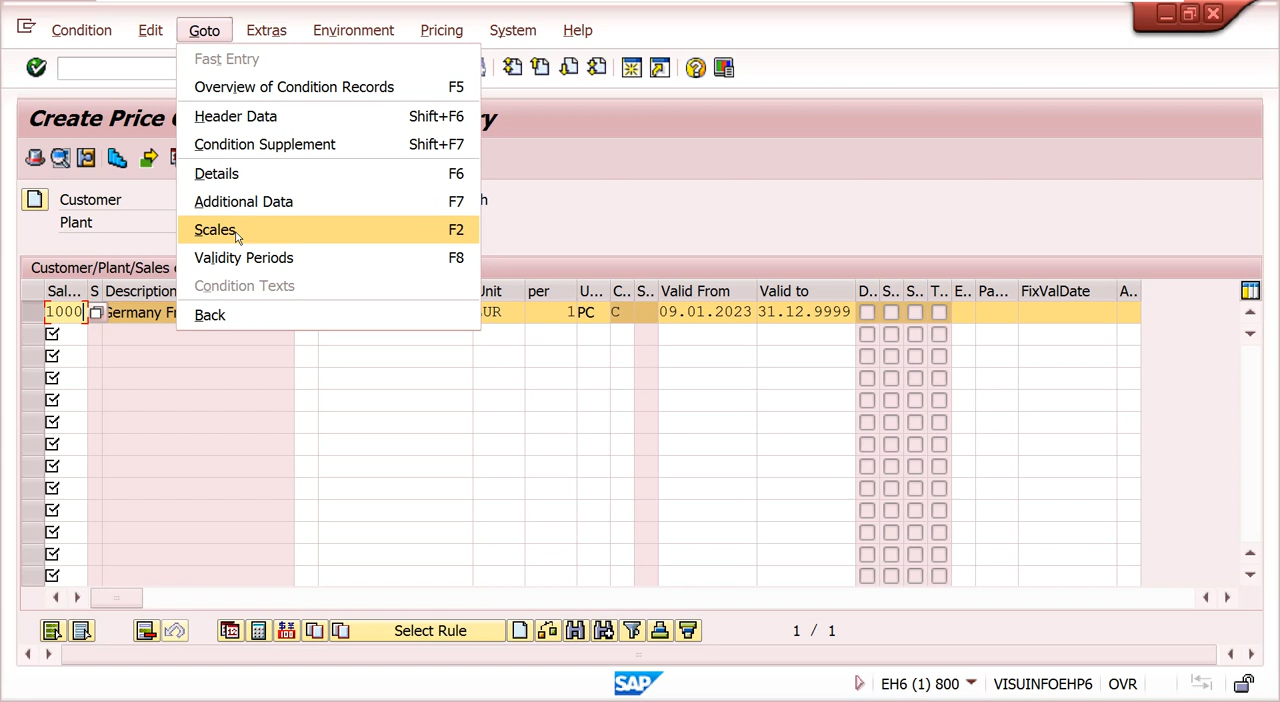 Condition Edit Goto Extras Environment Pricing System Help
Fast Entry
Overview of Condition Records F5
Create Price
Header Data Shift+F6
Condition Supplement Shift+F7
Details F6
Customer
Additional Data F7
Plant
Scales F2
Validity Periods F8
Customer/Plant/Sales
Condition Texts
Sal... S Description Unit per U... C.. S.. Valid From Valid to D.. S.. S.. T.. E.. Pa... FixValDate A..
1000 Germany 1 PC C 09.01.2023 31.12.9999
Back
Select Rule
1 / 1
SAP EH6 (1) 800 VISUINFOEHP6 OVR